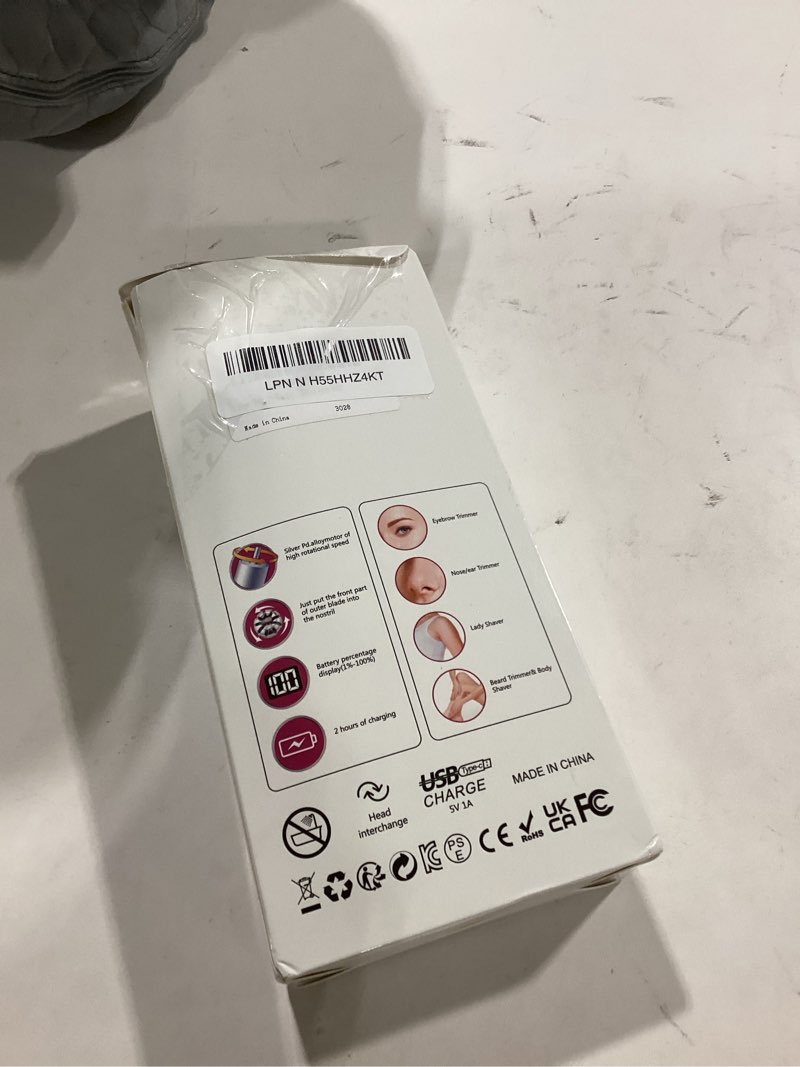 LPN N H55HHZ4KT
Made in China
3028
Silver Pd.alloymotor of
high rotational speed
Just put the front part
of outer blade into
the nostril
100
Battery percentage
display(1%-100%)
2 hours of charging
Eyebrow Trimmer
Nose/ear Trimmer
Lady Shaver
Beard Trimmer& Body
Shaver
Head
interchange
USB Type-c
CHARGE
5V 1A
MADE IN CHINA
PS
E
CE
RoHS
UK
CA
FC